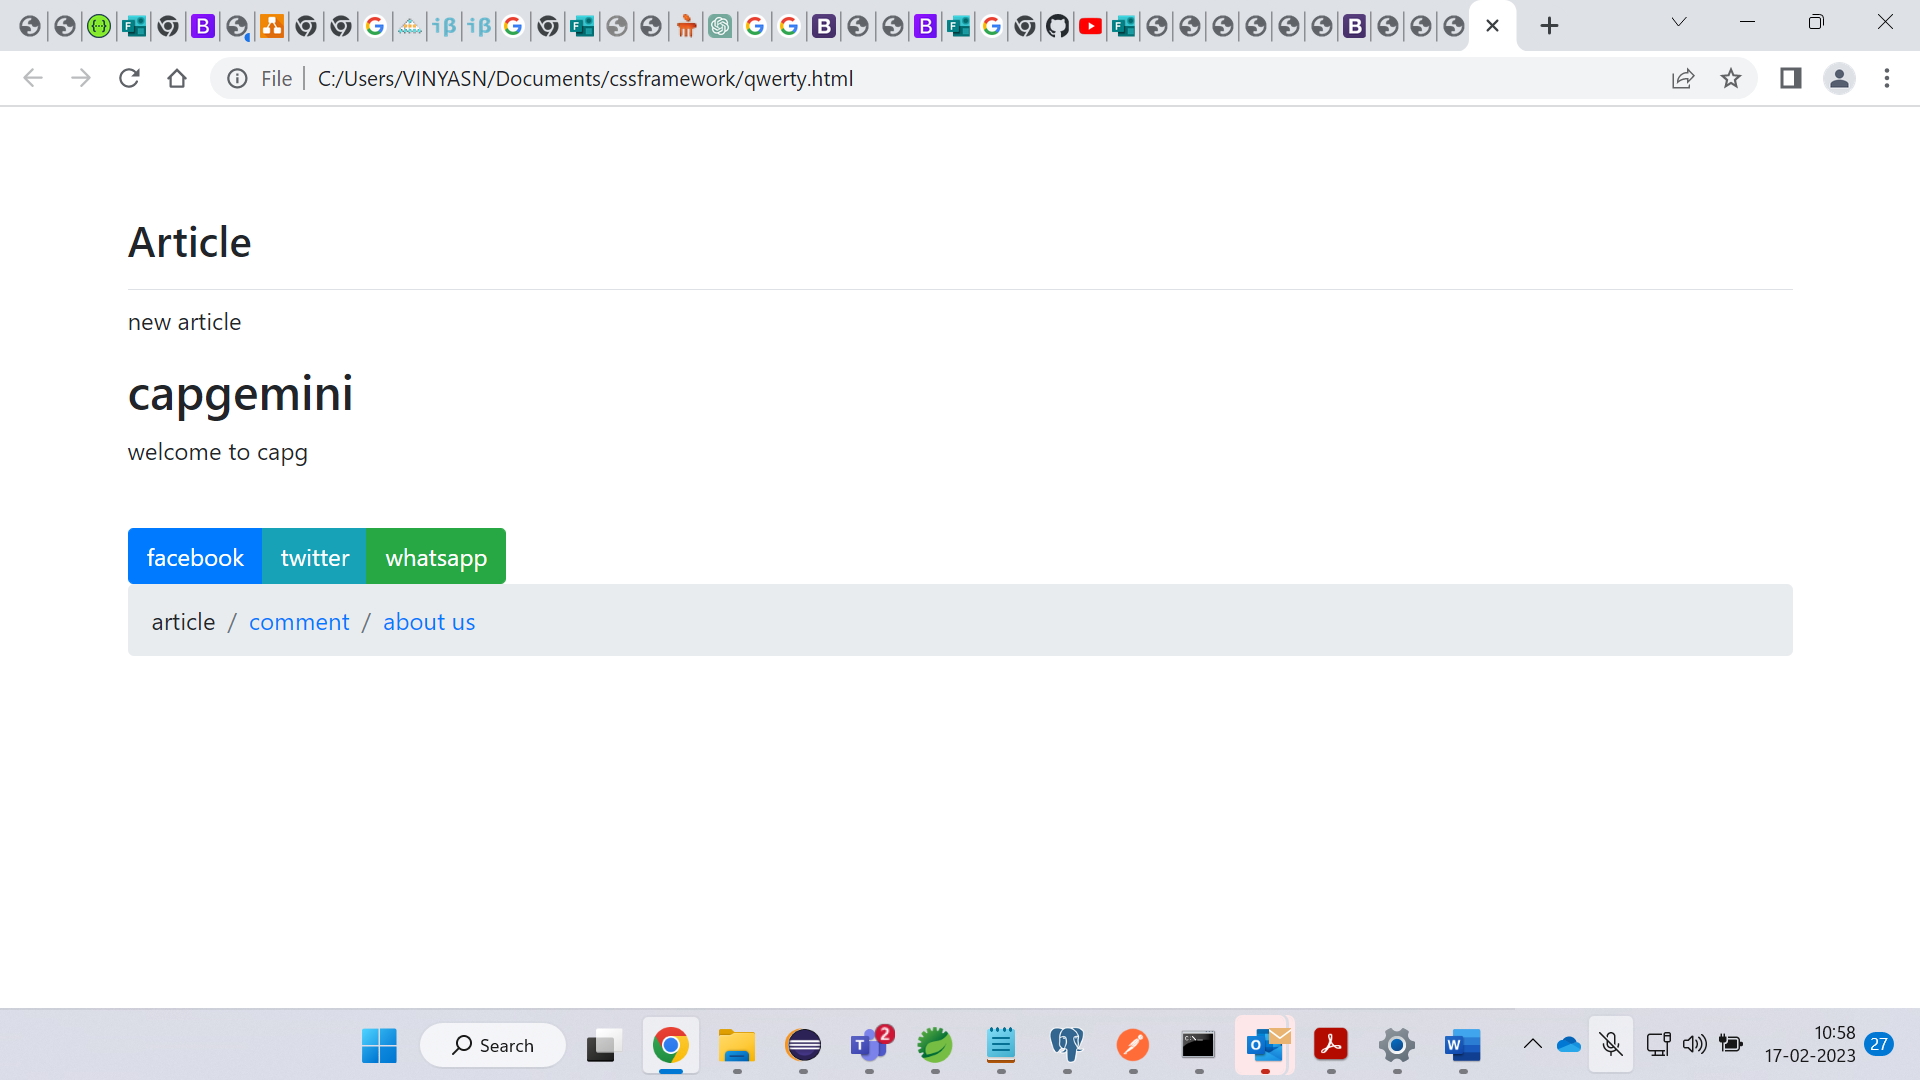 File C:/Users/VINYASN/Documents/cssframework/qwerty.html
Article
new article
capgemini
welcome to capg
facebook twitter whatsapp
article / comment / about us
Search
2
10:58
17-02-2023
27